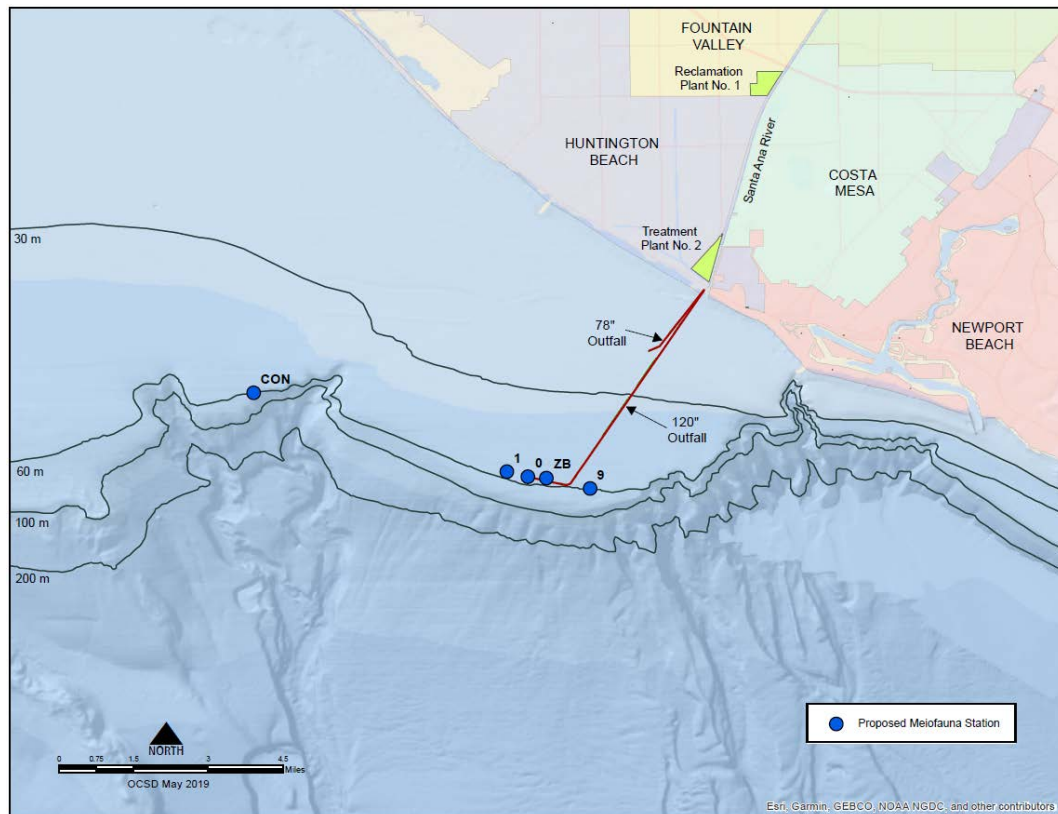 FOUNTAIN
VALLEY
Reclamation
Plant No. 1
HUNTINGTON
BEACH
Santa Ana River
COSTA
MESA
Treatment
Plant No. 2
30 m
78"
Outfall
NEWPORT
BEACH
CON
120"
Outfall
1
0
ZB
9
60 m
100 m
200 m
Proposed Meiofauna Station
NORTH
0 0.75 1.5 3 4.5
Miles
OCSD May 2019
Esri, Garmin, GEBCO, NOAA NGDC, and other contributors